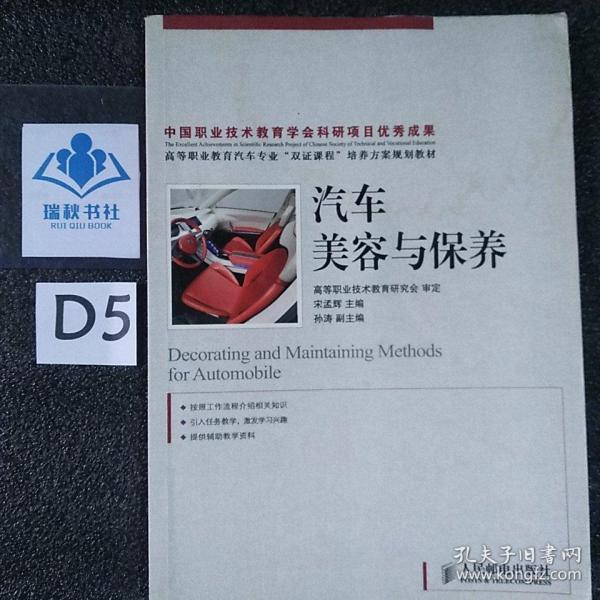 瑞秋书社
RUI QIU BOOK
D5
中国职业技术教育学会科研项目优秀成果
The Excellent Achievements in Scientific Research Project of Chinese Society of Technical and Vocational Education
高等职业教育汽车专业“双证课程”培养方案规划教材
汽车
美容与保养
高等职业技术教育研究会 审定
宋孟辉 主编
孙涛 副主编
Decorating and Maintaining Methods
for Automobile
◆ 按照工作流程介绍相关知识
◆ 引入任务教学，激发学习兴趣
◆ 提供辅助教学资料
人民邮电出版社
POSTS & TELECOM PRESS
孔夫子旧书网
www.kongfz.com